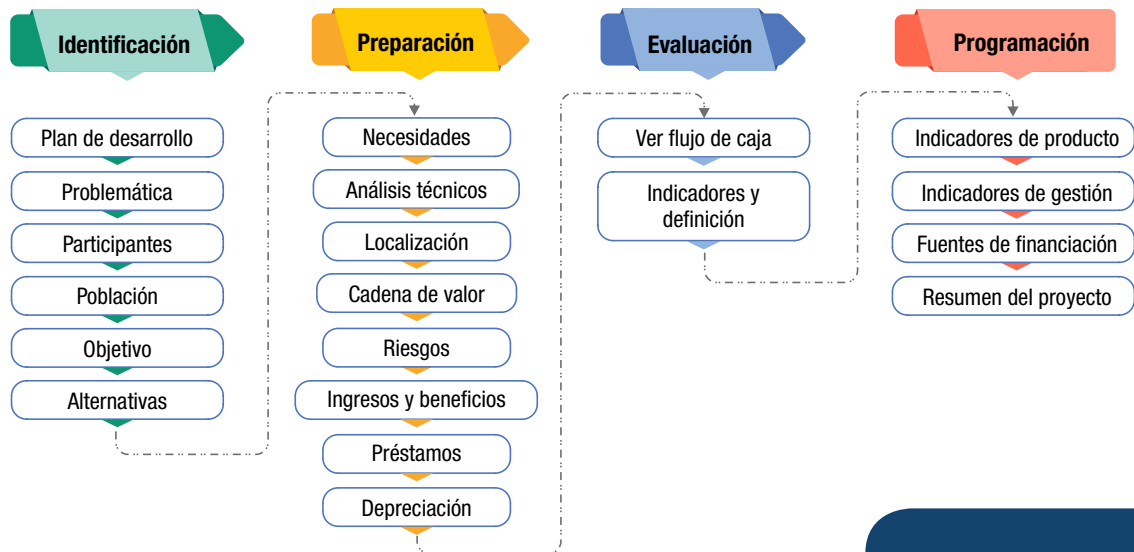 Identificación
Plan de desarrollo
Problemática
Participantes
Población
Objetivo
Alternativas
Preparación
Necesidades
Análisis técnicos
Localización
Cadena de valor
Riesgos
Ingresos y beneficios
Préstamos
Depreciación
Evaluación
Ver flujo de caja
Indicadores y
definición
Programación
Indicadores de producto
Indicadores de gestión
Fuentes de financiación
Resumen del proyecto